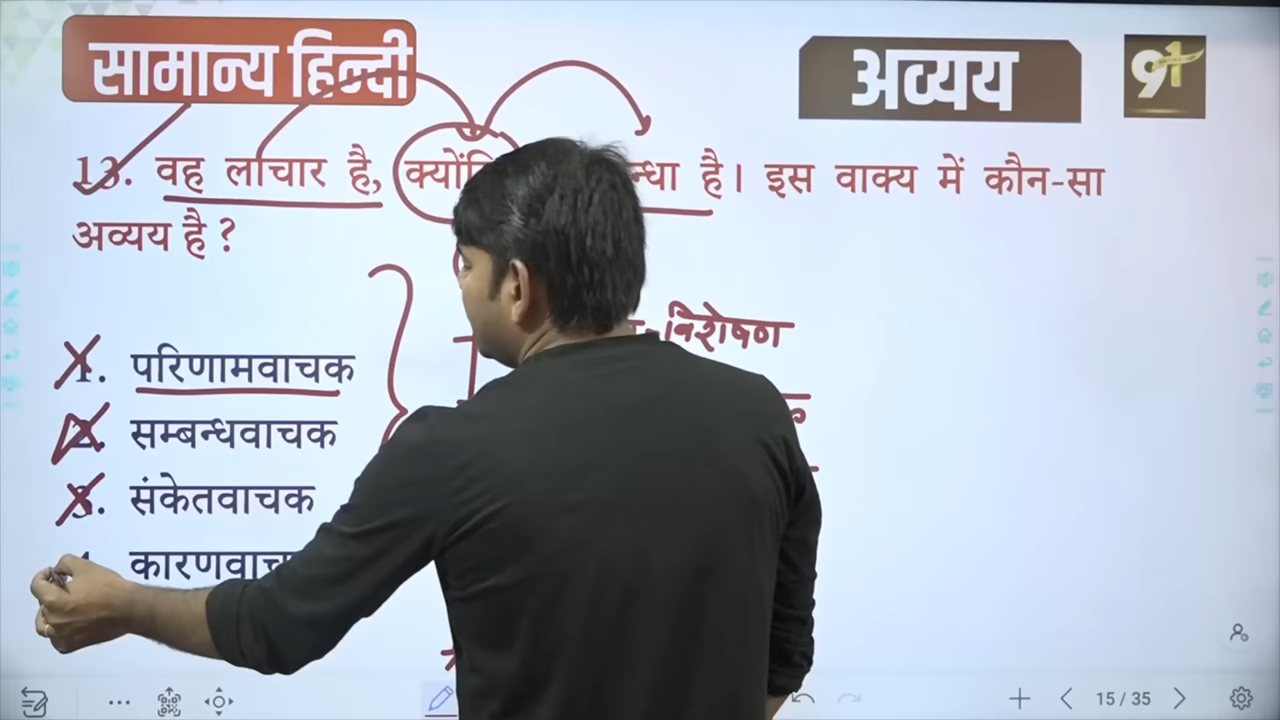 सामान्य हिन्दी
अव्यय
91
13. वह लाचार है, है। इस वाक्य में कौन-सा
अव्यय है ?
विशेषण
1. परिणामवाचक
2. सम्बन्धवाचक
3. संकेतवाचक
15 / 35